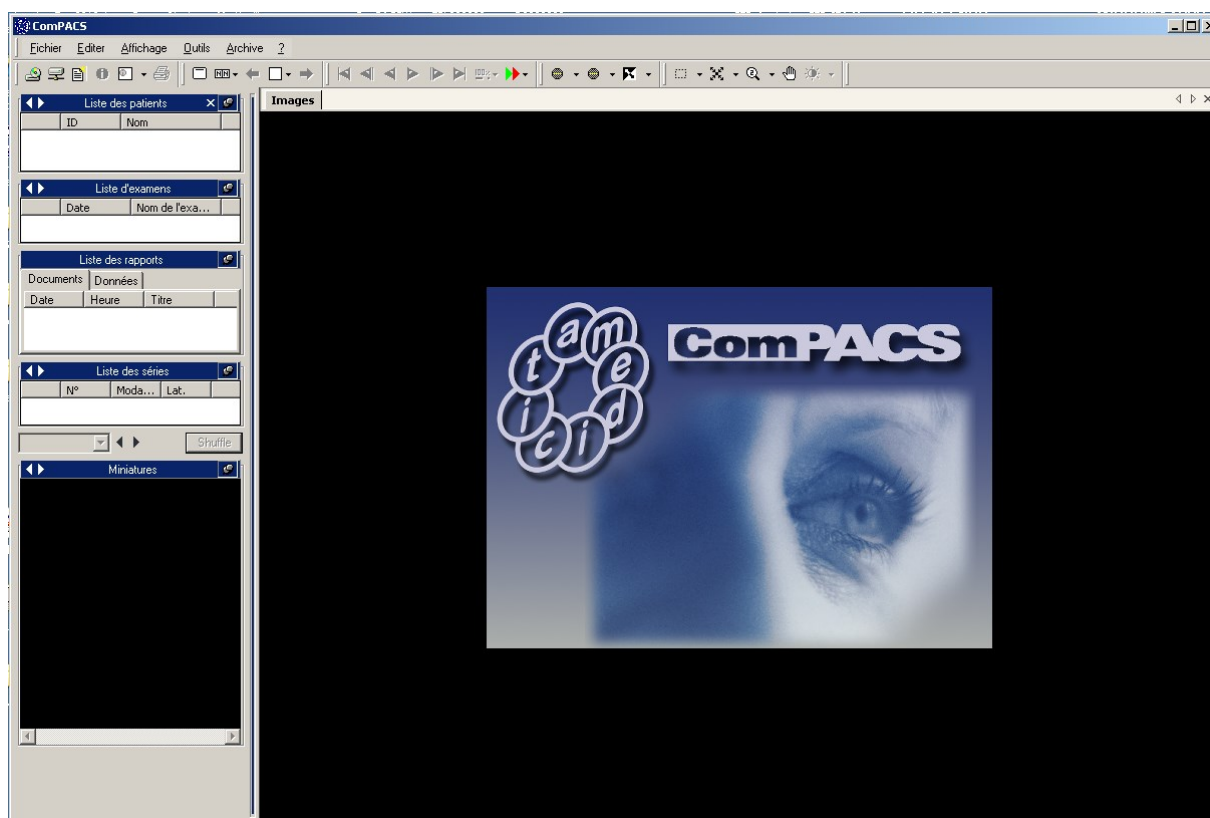 ComPACS
Fichier Editer Affichage Outils Archive ?
Images
Liste des patients
ID Nom
Liste d'examens
Date Nom de l'exa...
Liste des rapports
Documents Données
Date Heure Titre
Liste des séries
N° Moda... Lat.
Shuffle
Miniatures
medicimat
ComPACS